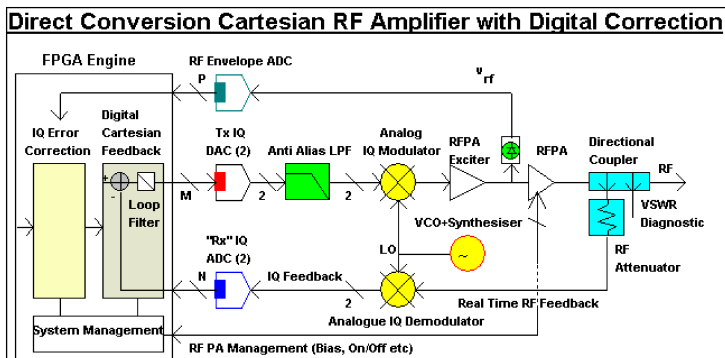 Direct Conversion Cartesian RF Amplifier with Digital Correction
FPGA Engine
RF Envelope ADC
P
v
rf
IQ Error
Correction
Digital
Cartesian
Feedback
Tx IQ
DAC (2)
Anti Alias LPF
Analog
IQ Modulator
RFPA
Exciter
RFPA
Directional
Coupler
RF
+
-
Loop
Filter
M
2
2
VCO+Synthesiser
VSWR
Diagnostic
"Rx" IQ
ADC (2)
LO
~
RF
Attenuator
N
IQ Feedback
2
Real Time RF Feedback
System Management
Analogue IQ Demodulator
RF PA Management (Bias, On/Off etc)